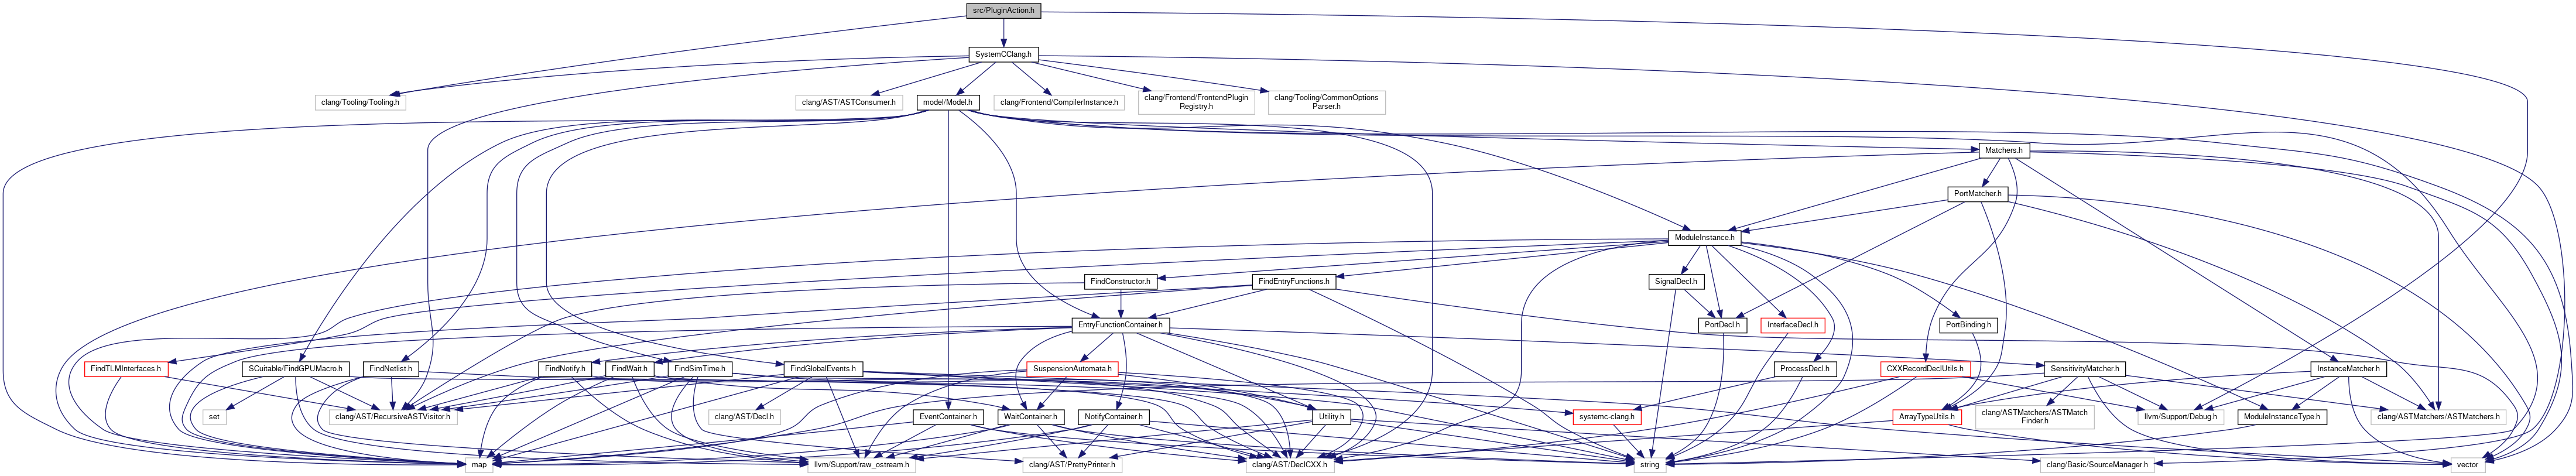 src/PluginAction.h
SystemCClang.h
clang/Tooling/Tooling.h
clang/AST/ASTConsumer.h
model/Model.h
clang/Frontend/CompilerInstance.h
clang/Frontend/FrontendPlugin
Registry.h
clang/Tooling/CommonOptions
Parser.h
Matchers.h
PortMatcher.h
ModuleInstance.h
FindConstructor.h
FindEntryFunctions.h
SignalDecl.h
EntryFunctionContainer.h
PortDecl.h
InterfaceDecl.h
PortBinding.h
FindTLMInterfaces.h
SCuitable/FindGPUMacro.h
FindNetlist.h
FindNotify.h
FindWait.h
FindSimTime.h
FindGlobalEvents.h
SuspensionAutomata.h
ProcessDecl.h
CXXRecordDeclUtils.h
SensitivityMatcher.h
InstanceMatcher.h
set
clang/AST/RecursiveASTVisitor.h
clang/AST/Decl.h
EventContainer.h
WaitContainer.h
NotifyContainer.h
Utility.h
systemc-clang.h
ArrayTypeUtils.h
clang/ASTMatchers/ASTMatch
Finder.h
llvm/Support/Debug.h
ModuleInstanceType.h
clang/ASTMatchers/ASTMatchers.h
map
llvm/Support/raw_ostream.h
clang/AST/PrettyPrinter.h
clang/AST/DeclCXX.h
string
clang/Basic/SourceManager.h
vector